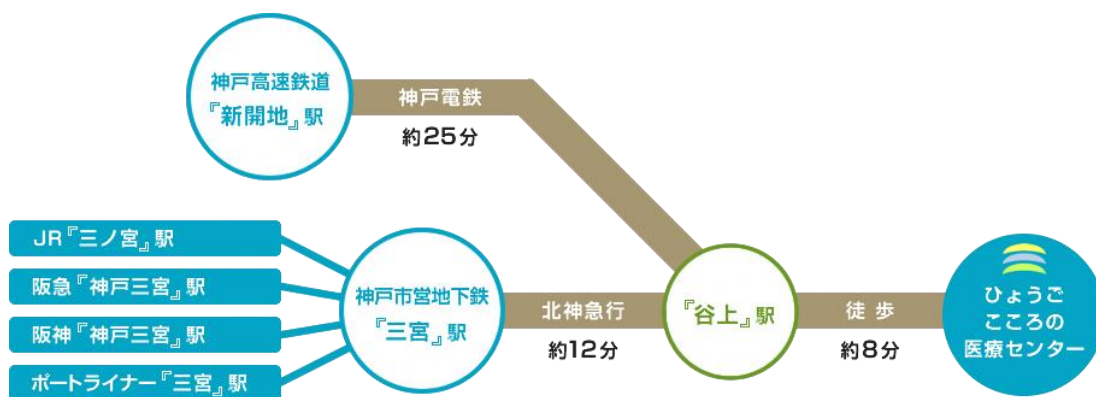 神戸高速鉄道
『新開地』駅
神戸電鉄
約25分
JR『三ノ宮』駅
阪急『神戸三宮』駅
阪神『神戸三宮』駅
ポートライナー『三宮』駅
神戸市営地下鉄
『三宮』駅
北神急行
約12分
『谷上』駅
徒歩
約8分
ひょうご
こころの
医療センター